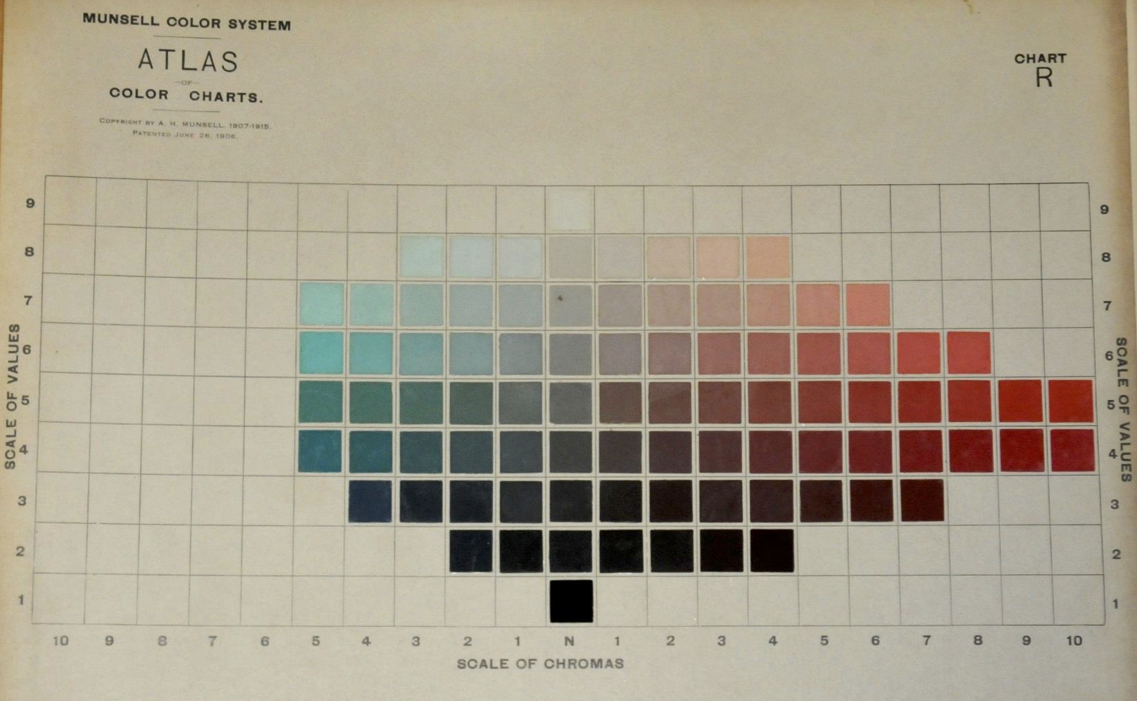 MUNSELL COLOR SYSTEM
ATLAS
—OF—
COLOR CHARTS.
COPYRIGHT BY A. H. MUNSELL, 1907-1915.
PATENTED JUNE 26, 1906.
CHART
R
SCALE OF VALUES
9 9
8 8
7 7
6 6
5 5
4 4
3 3
2 2
1 1
SCALE OF VALUES
10 9 8 7 6 5 4 3 2 1 N 1 2 3 4 5 6 7 8 9 10
SCALE OF CHROMAS